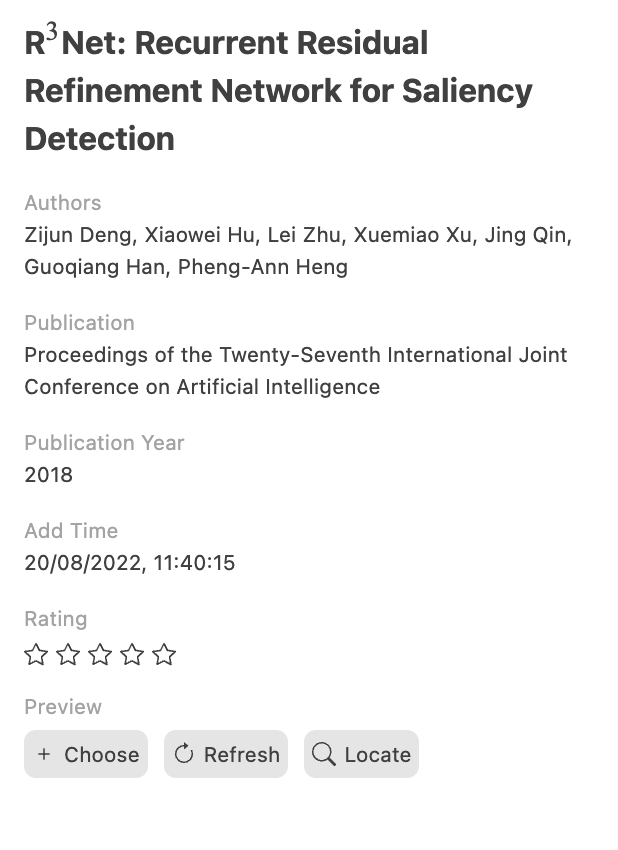 R³Net: Recurrent Residual
Refinement Network for Saliency
Detection
Authors
Zijun Deng, Xiaowei Hu, Lei Zhu, Xuemiao Xu, Jing Qin,
Guoqiang Han, Pheng-Ann Heng
Publication
Proceedings of the Twenty-Seventh International Joint
Conference on Artificial Intelligence
Publication Year
2018
Add Time
20/08/2022, 11:40:15
Rating
Preview
+ Choose Refresh Locate